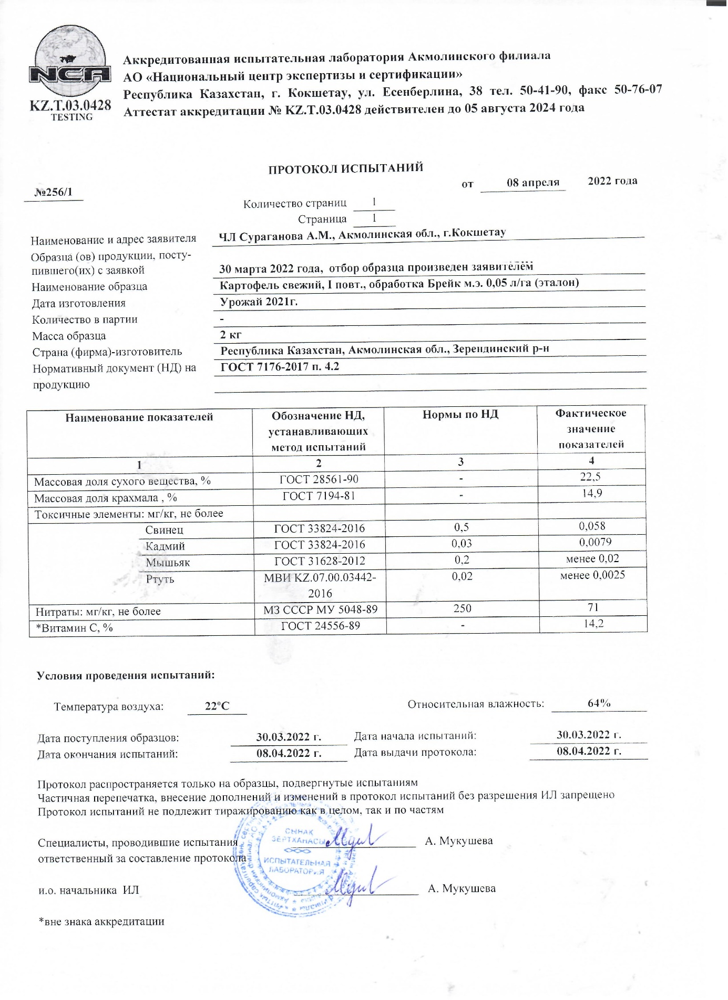 NCA
KZ.T.03.0428
TESTING
Аккредитованная испытательная лаборатория Акмолинского филиала
АО «Национальный центр экспертизы и сертификации»
Республика Казахстан, г. Кокшетау, ул. Есенберлина, 38 тел. 50-41-90, факс 50-76-07
Аттестат аккредитации № KZ.T.03.0428 действителен до 05 августа 2024 года
ПРОТОКОЛ ИСПЫТАНИЙ
№256/1 от 08 апреля 2022 года
Количество страниц 1
Страница 1
Наименование и адрес заявителя ЧЛ Сураганова А.М., Акмолинская обл., г.Кокшетау
Образца (ов) продукции, посту-
пившего(их) с заявкой 30 марта 2022 года, отбор образца произведен заявителем
Наименование образца Картофель свежий, I повт., обработка Брейк м.э. 0,05 л/га (эталон)
Дата изготовления Урожай 2021г.
Количество в партии -
Масса образца 2 кг
Страна (фирма)-изготовитель Республика Казахстан, Акмолинская обл., Зерендинский р-н
Нормативный документ (НД) на ГОСТ 7176-2017 п. 4.2
продукцию
Наименование показателей Обозначение НД, Нормы по НД Фактическое
устанавливающих значение
метод испытаний показателей
1 2 3 4
Массовая доля сухого вещества, % ГОСТ 28561-90 - 22,5
Массовая доля крахмала , % ГОСТ 7194-81 - 14,9
Токсичные элементы: мг/кг, не более
Свинец ГОСТ 33824-2016 0,5 0,058
Кадмий ГОСТ 33824-2016 0,03 0,0079
Мышьяк ГОСТ 31628-2012 0,2 менее 0,02
Ртуть МВИ KZ.07.00.03442- 0,02 менее 0,0025
2016
Нитраты: мг/кг, не более МЗ СССР МУ 5048-89 250 71
*Витамин С, % ГОСТ 24556-89 - 14,2
Условия проведения испытаний:
Температура воздуха: 22ºС Относительная влажность: 64%
Дата поступления образцов: 30.03.2022 г. Дата начала испытаний: 30.03.2022 г.
Дата окончания испытаний: 08.04.2022 г. Дата выдачи протокола: 08.04.2022 г.
Протокол распространяется только на образцы, подвергнутые испытаниям
Частичная перепечатка, внесение дополнений и изменений в протокол испытаний без разрешения ИЛ запрещено
Протокол испытаний не подлежит тиражированию как в целом, так и по частям
Специалисты, проводившие испытания А. Мукушева
ответственный за составление протокола
СЫНАҚ
ЗЕРТХАНАСЫ
ИСПЫТАТЕЛЬНАЯ
ЛАБОРАТОРИЯ
и.о. начальника ИЛ А. Мукушева
*вне знака аккредитации